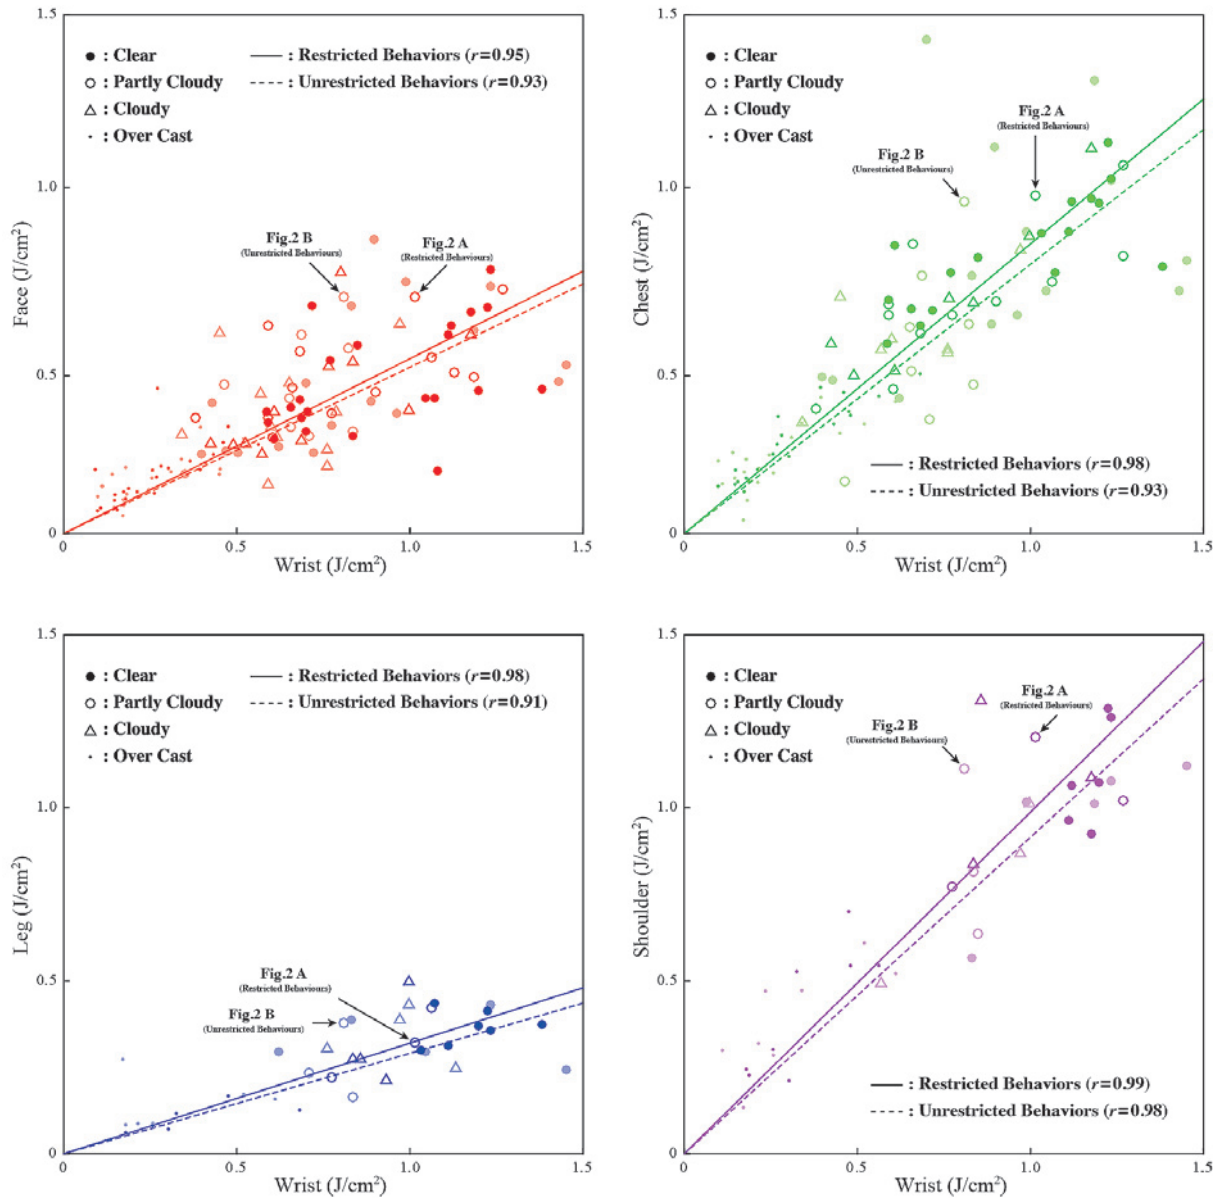 1.5
● : Clear
○ : Partly Cloudy
△ : Cloudy
· : Over Cast
: Restricted Behaviors (r=0.95)
: Unrestricted Behaviors (r=0.93)
1.0
Fig.2 B
(Unrestricted Behaviours)
Fig.2 A
(Restricted Behaviours)
Face (J/cm²)
0.5
0
0
0.5
1.0
1.5
Wrist (J/cm²)
1.5
● : Clear
○ : Partly Cloudy
△ : Cloudy
· : Over Cast
Fig.2 A
(Restricted Behaviours)
Fig.2 B
(Unrestricted Behaviours)
1.0
Chest (J/cm²)
0.5
: Restricted Behaviors (r=0.98)
: Unrestricted Behaviors (r=0.93)
0
0
0.5
1.0
1.5
Wrist (J/cm²)
1.5
● : Clear
○ : Partly Cloudy
△ : Cloudy
· : Over Cast
: Restricted Behaviors (r=0.98)
: Unrestricted Behaviors (r=0.91)
1.0
Leg (J/cm²)
Fig.2 A
(Restricted Behaviours)
Fig.2 B
(Unrestricted Behaviours)
0.5
0
0
0.5
1.0
1.5
Wrist (J/cm²)
1.5
● : Clear
○ : Partly Cloudy
△ : Cloudy
· : Over Cast
Fig.2 A
(Restricted Behaviours)
Fig.2 B
(Unrestricted Behaviours)
1.0
Shoulder (J/cm²)
0.5
: Restricted Behaviors (r=0.99)
: Unrestricted Behaviors (r=0.98)
0
0
0.5
1.0
1.5
Wrist (J/cm²)